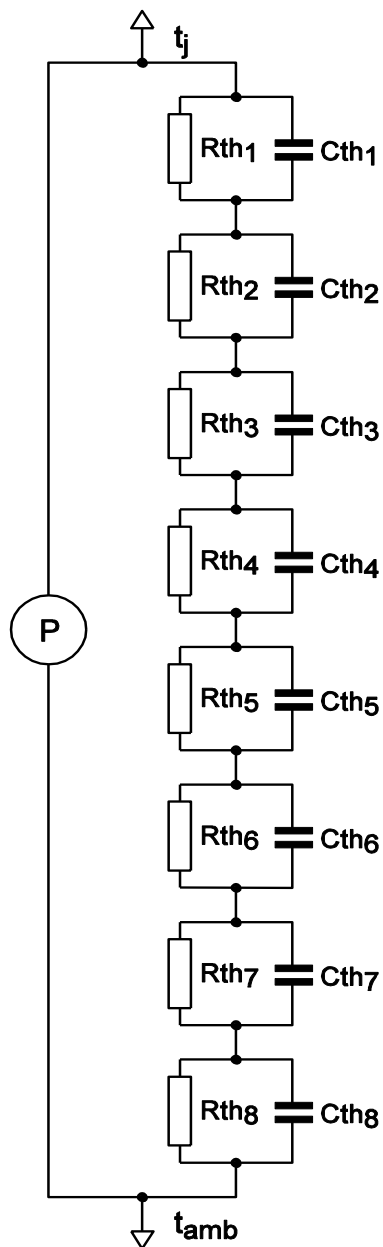 tj
Rth1 Cth1
Rth2 Cth2
Rth3 Cth3
Rth4 Cth4
P
Rth5 Cth5
Rth6 Cth6
Rth7 Cth7
Rth8 Cth8
tamb